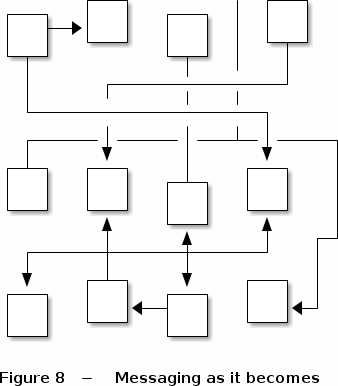 Figure 8 – Messaging as it becomes